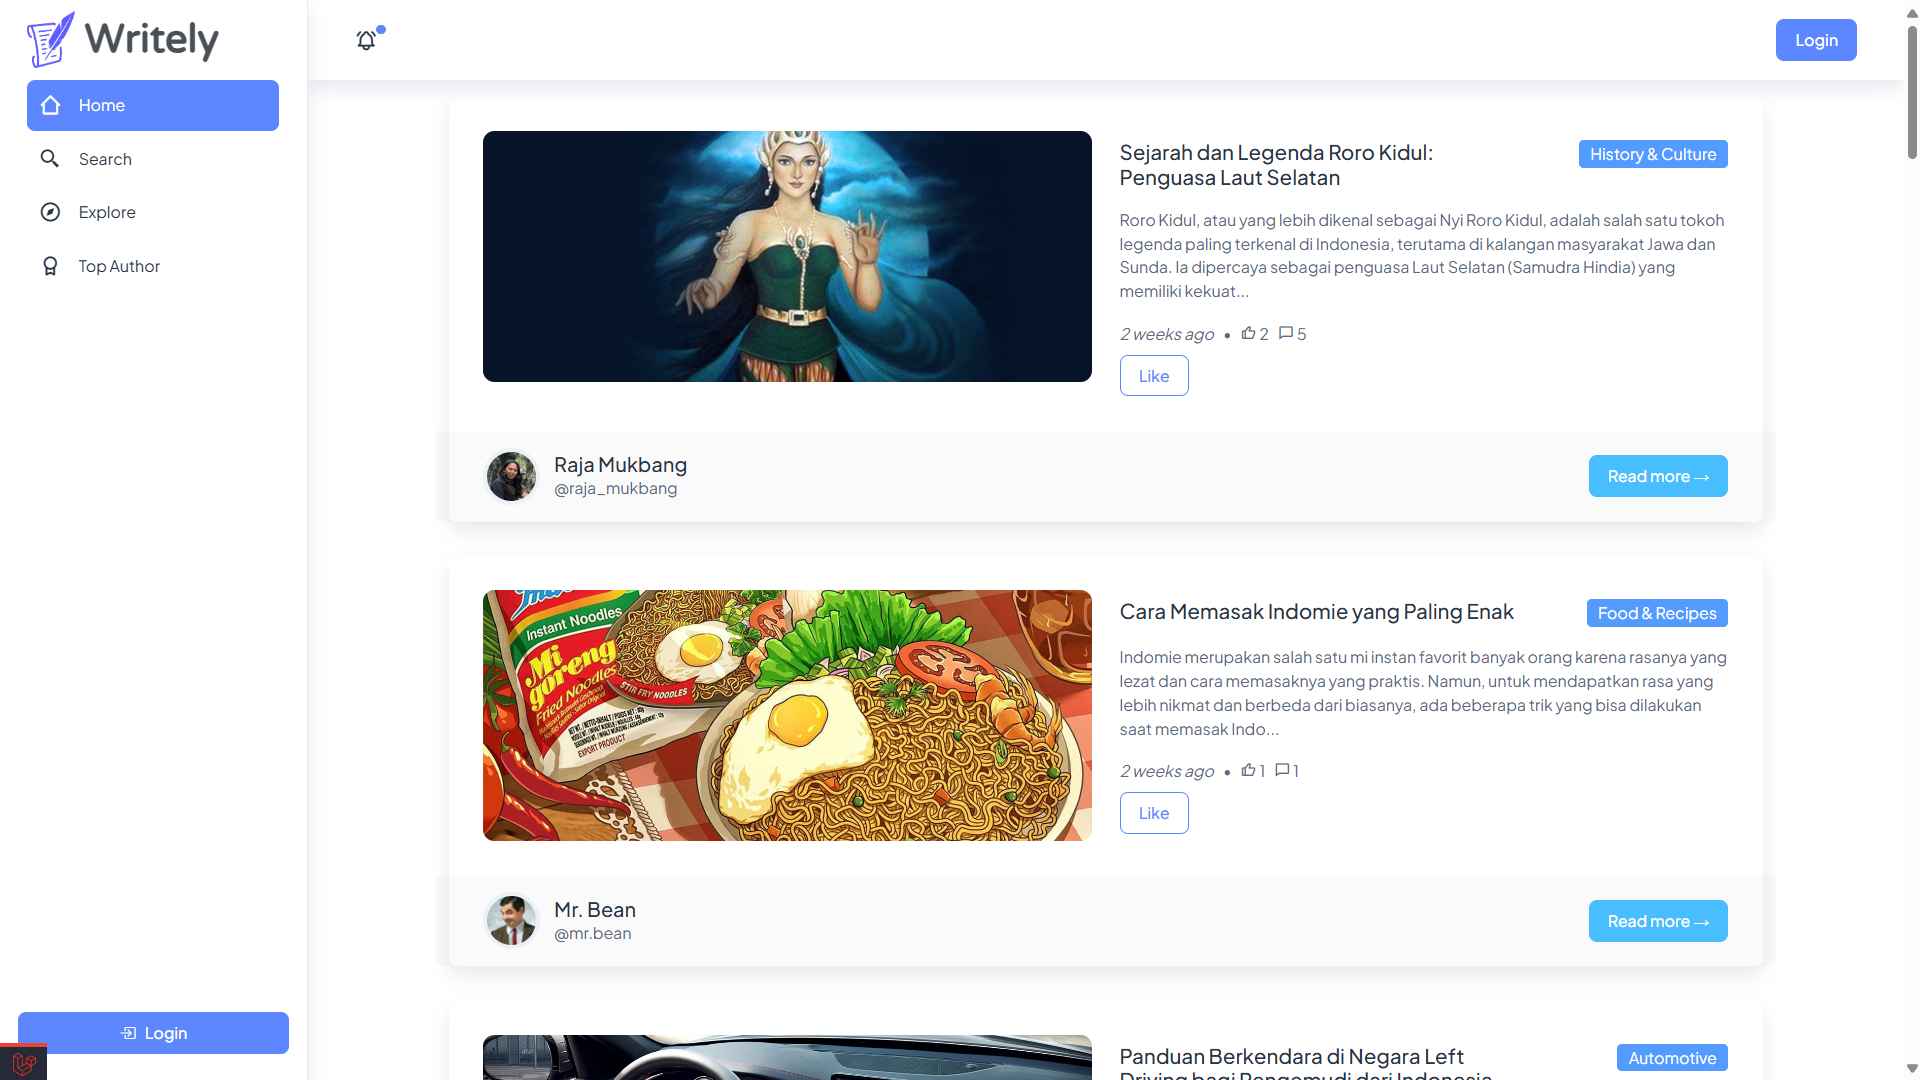 Writely
Login
Home
Search
Explore
Top Author
Sejarah dan Legenda Roro Kidul:
Penguasa Laut Selatan
History & Culture
Roro Kidul, atau yang lebih dikenal sebagai Nyi Roro Kidul, adalah salah satu tokoh
legenda paling terkenal di Indonesia, terutama di kalangan masyarakat Jawa dan
Sunda. Ia dipercaya sebagai penguasa Laut Selatan (Samudra Hindia) yang
memiliki kekuat...
2 weeks ago • 2 5
Like
Raja Mukbang
@raja_mukbang
Read more →
Instant Noodles
Mi
goreng
Fried Noodles
STIR FRY NOODLES
EXPORT PRODUCT
Cara Memasak Indomie yang Paling Enak
Food & Recipes
Indomie merupakan salah satu mi instan favorit banyak orang karena rasanya yang
lezat dan cara memasaknya yang praktis. Namun, untuk mendapatkan rasa yang
lebih nikmat dan berbeda dari biasanya, ada beberapa trik yang bisa dilakukan
saat memasak Indo...
2 weeks ago • 1 1
Like
Mr. Bean
@mr.bean
Read more →
Panduan Berkendara di Negara Left
Driving bagi Pengemudi dari Indonesia
Automotive
Login